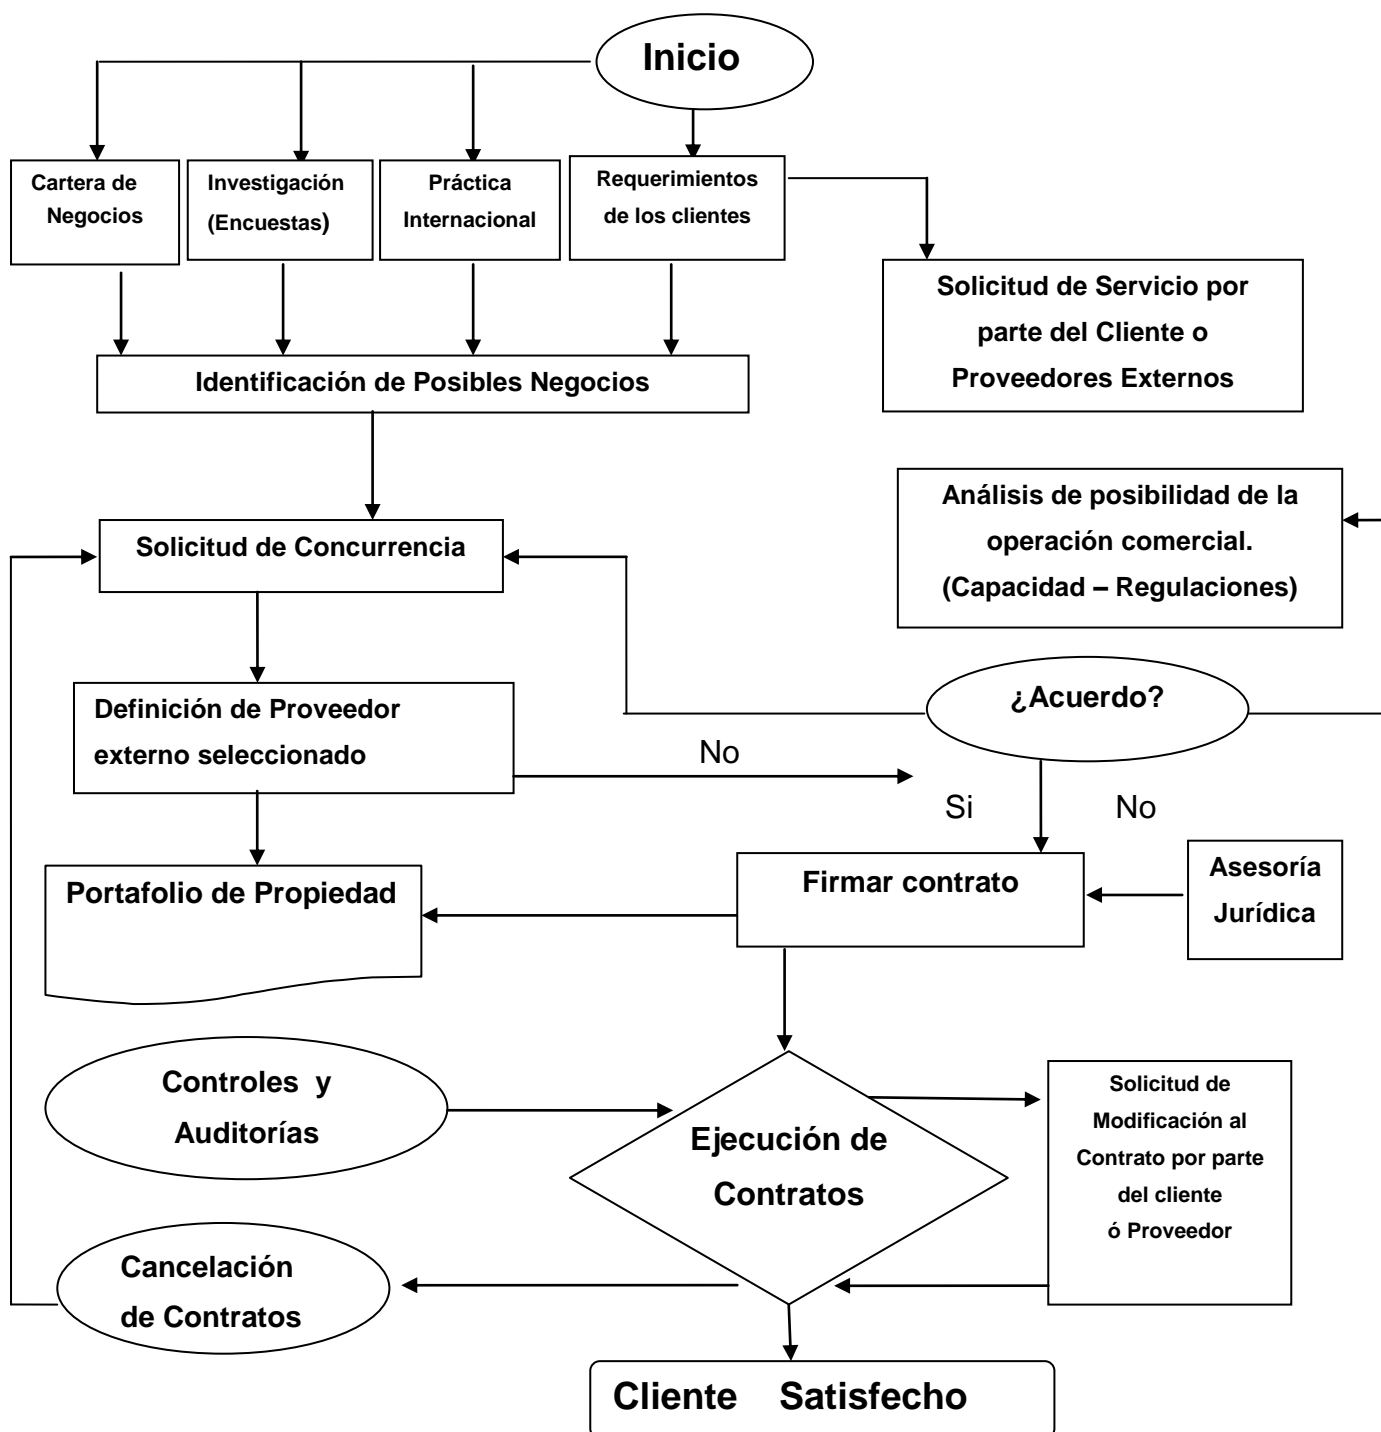 Inicio
Cartera de
Negocios
Investigación
(Encuestas)
Práctica
Internacional
Requerimientos
de los clientes
Solicitud de Servicio por
parte del Cliente o
Proveedores Externos
Identificación de Posibles Negocios
Análisis de posibilidad de la
operación comercial.
(Capacidad – Regulaciones)
Solicitud de Concurrencia
Definición de Proveedor
externo seleccionado
¿Acuerdo?
No
Si
No
Portafolio de Propiedad
Firmar contrato
Asesoría
Jurídica
Controles y
Auditorías
Ejecución de
Contratos
Solicitud de
Modificación al
Contrato por parte
del cliente
ó Proveedor
Cancelación
de Contratos
Cliente Satisfecho